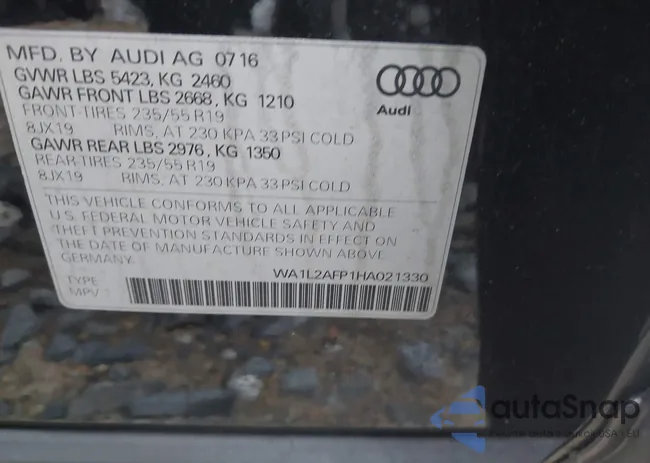 MFD. BY AUDI AG 07 16
GVWR LBS 5423, KG 2460
GAWR FRONT LBS 2668, KG 1210
FRONT-TIRES 235/55 R19
8JX19 RIMS, AT 230 KPA 33 PSI COLD
GAWR REAR LBS 2976, KG 1350
REAR-TIRES 235/55 R19
8JX19 RIMS, AT 230 KPA 33 PSI COLD
THIS VEHICLE CONFORMS TO ALL APPLICABLE
U.S. FEDERAL MOTOR VEHICLE SAFETY AND
THEFT PREVENTION STANDARDS IN EFFECT ON
THE DATE OF MANUFACTURE SHOWN ABOVE
GERMANY
WA1L2AFP1HA021330
TYPE:
MPV
Audi
autaSnap